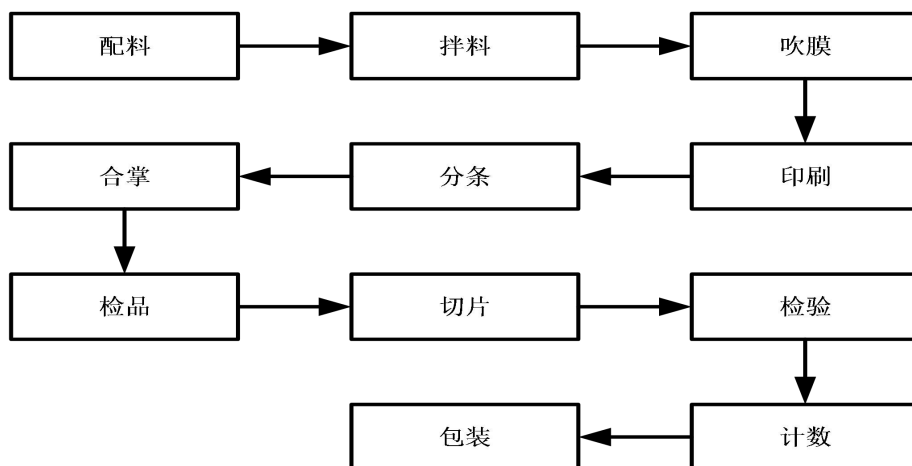 配料
拌料
吹膜
印刷
分条
合掌
检品
切片
检验
计数
包装